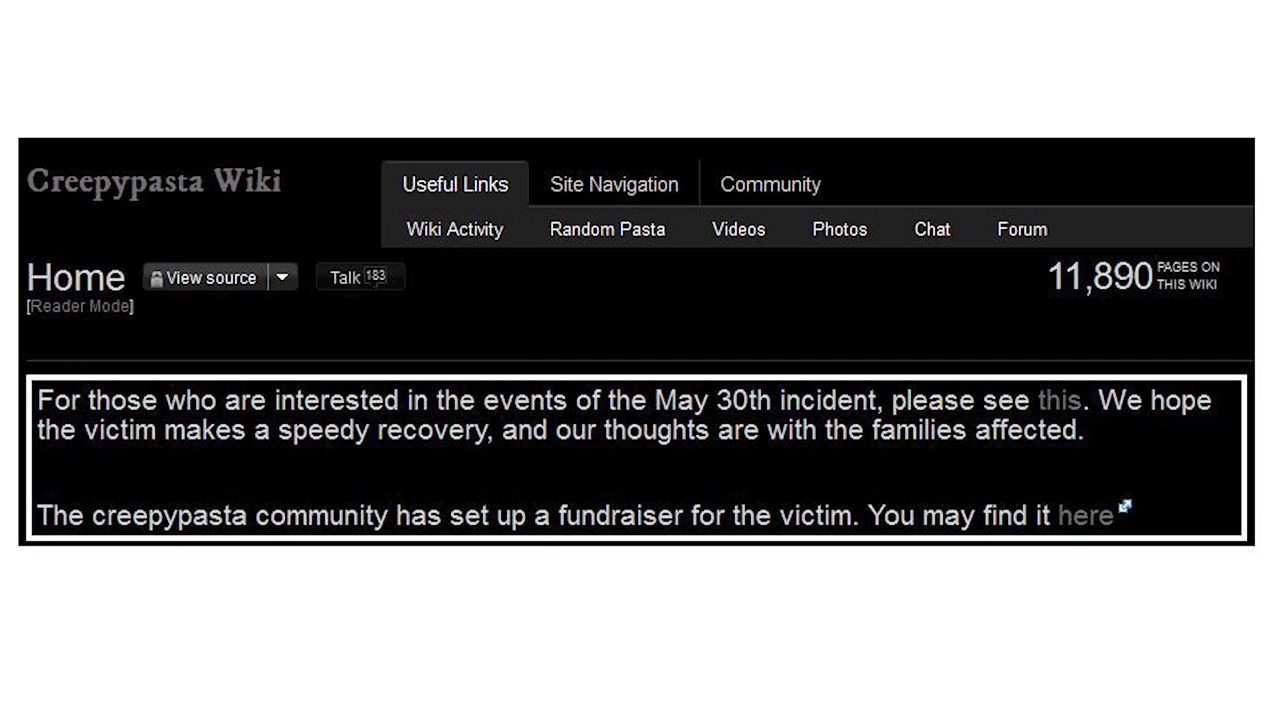 Creepypasta Wiki
Useful Links Site Navigation Community
Wiki Activity Random Pasta Videos Photos Chat Forum
Home View source Talk 183 11,890 PAGES ON THIS WIKI
[Reader Mode]
For those who are interested in the events of the May 30th incident, please see this. We hope
the victim makes a speedy recovery, and our thoughts are with the families affected.
The creepypasta community has set up a fundraiser for the victim. You may find it here